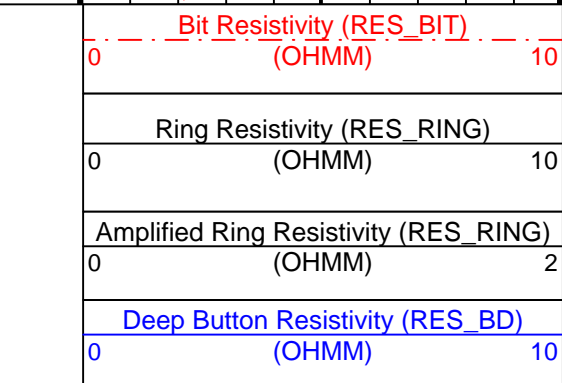 Bit Resistivity (RES_BIT)
0 (OHMM) 10
Ring Resistivity (RES_RING)
0 (OHMM) 10
Amplified Ring Resistivity (RES_RING)
0 (OHMM) 2
Deep Button Resistivity (RES_BD)
0 (OHMM) 10